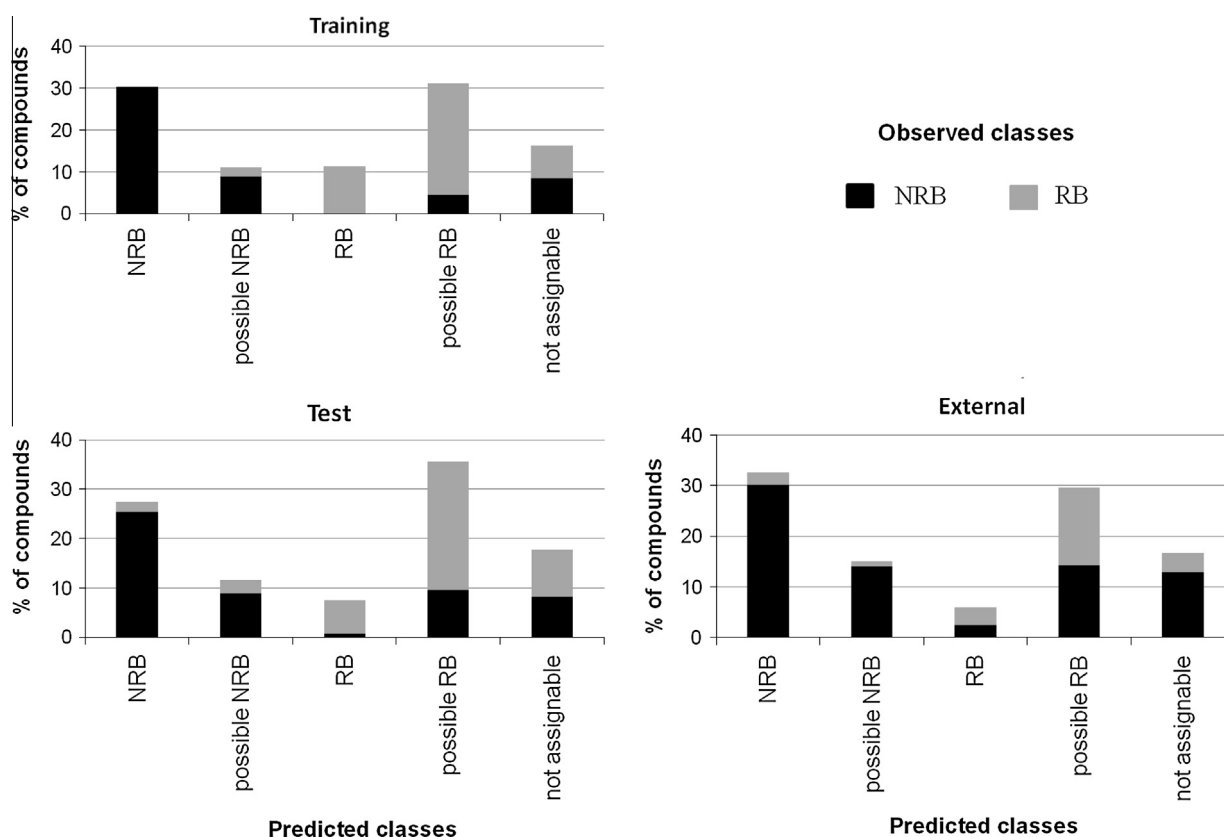 Training
% of compounds
40
30
20
10
0
NRB
possible NRB
RB
possible RB
not assignable
Observed classes
NRB
RB
Test
% of compounds
40
30
20
10
0
NRB
possible NRB
RB
possible RB
not assignable
Predicted classes
External
% of compounds
40
30
20
10
0
NRB
possible NRB
RB
possible RB
not assignable
Predicted classes